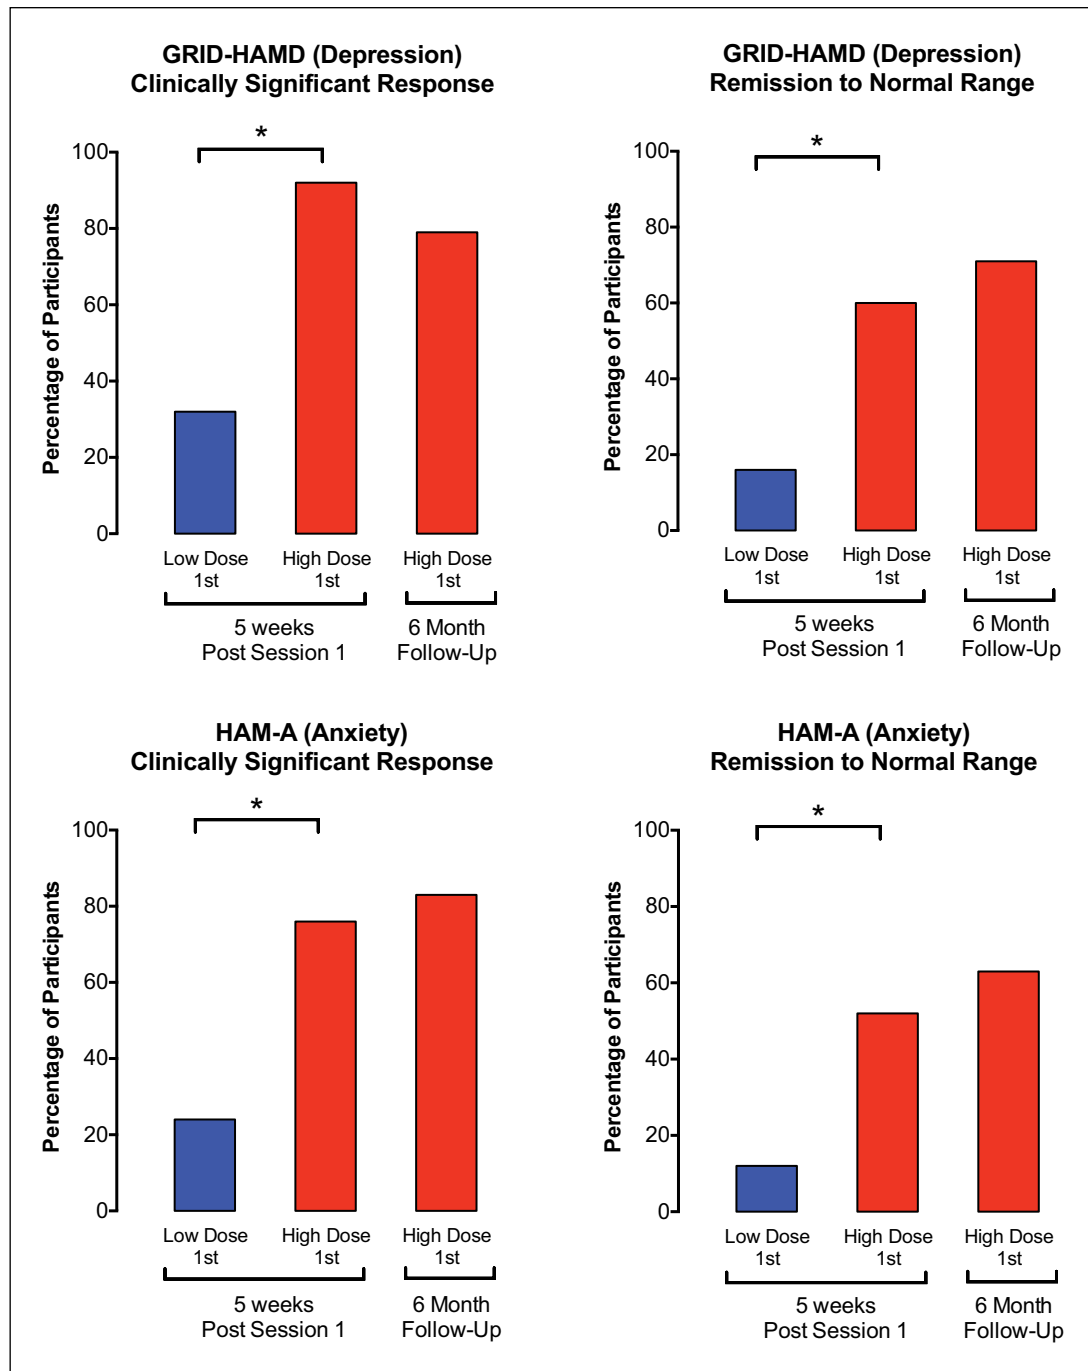 GRID-HAMD (Depression)
Clinically Significant Response
*
100
80
60
40
20
0
Percentage of Participants
Low Dose
1st
High Dose
1st
High Dose
1st
5 weeks
Post Session 1
6 Month
Follow-Up
GRID-HAMD (Depression)
Remission to Normal Range
*
100
80
60
40
20
0
Percentage of Participants
Low Dose
1st
High Dose
1st
High Dose
1st
5 weeks
Post Session 1
6 Month
Follow-Up
HAM-A (Anxiety)
Clinically Significant Response
*
100
80
60
40
20
0
Percentage of Participants
Low Dose
1st
High Dose
1st
High Dose
1st
5 weeks
Post Session 1
6 Month
Follow-Up
HAM-A (Anxiety)
Remission to Normal Range
*
100
80
60
40
20
0
Percentage of Participants
Low Dose
1st
High Dose
1st
High Dose
1st
5 weeks
Post Session 1
6 Month
Follow-Up